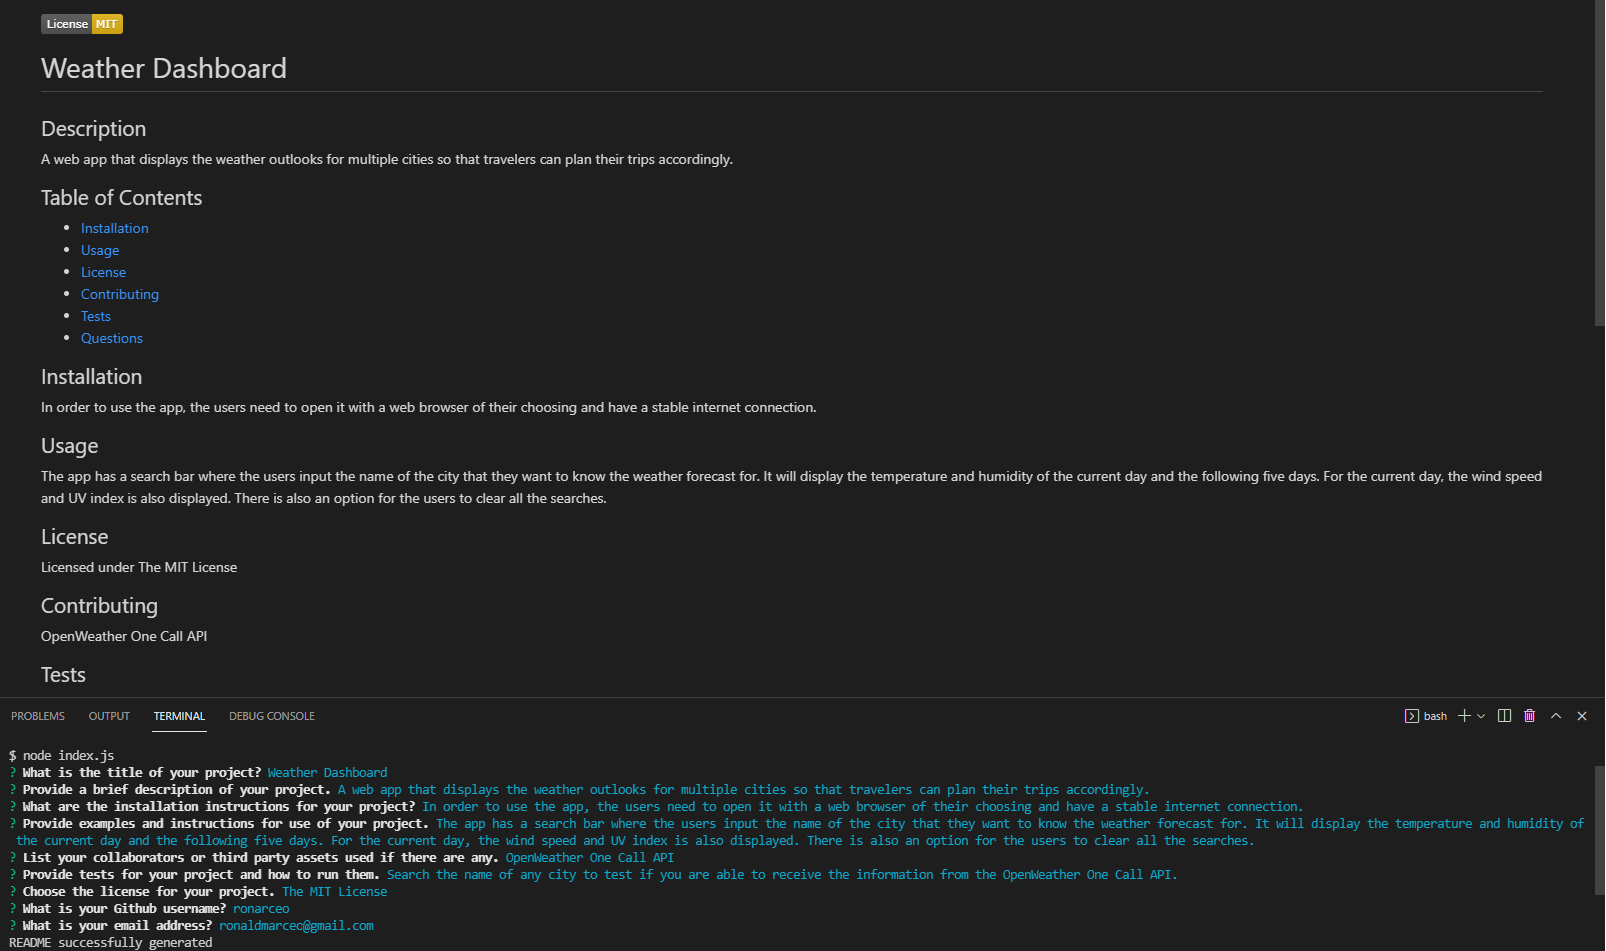 License MIT
Weather Dashboard
Description
A web app that displays the weather outlooks for multiple cities so that travelers can plan their trips accordingly.
Table of Contents
Installation
Usage
License
Contributing
Tests
Questions
Installation
In order to use the app, the users need to open it with a web browser of their choosing and have a stable internet connection.
Usage
The app has a search bar where the users input the name of the city that they want to know the weather forecast for. It will display the temperature and humidity of the current day and the following five days. For the current day, the wind speed
and UV index is also displayed. There is also an option for the users to clear all the searches.
License
Licensed under The MIT License
Contributing
OpenWeather One Call API
Tests
PROBLEMS OUTPUT TERMINAL DEBUG CONSOLE bash
$ node index.js
? What is the title of your project? Weather Dashboard
? Provide a brief description of your project. A web app that displays the weather outlooks for multiple cities so that travelers can plan their trips accordingly.
? What are the installation instructions for your project? In order to use the app, the users need to open it with a web browser of their choosing and have a stable internet connection.
? Provide examples and instructions for use of your project. The app has a search bar where the users input the name of the city that they want to know the weather forecast for. It will display the temperature and humidity of
the current day and the following five days. For the current day, the wind speed and UV index is also displayed. There is also an option for the users to clear all the searches.
? List your collaborators or third party assets used if there are any. OpenWeather One Call API
? Provide tests for your project and how to run them. Search the name of any city to test if you are able to receive the information from the OpenWeather One Call API.
? Choose the license for your project. The MIT License
? What is your Github username? ronarceo
? What is your email address? ronaldmarceo@gmail.com
README successfully generated